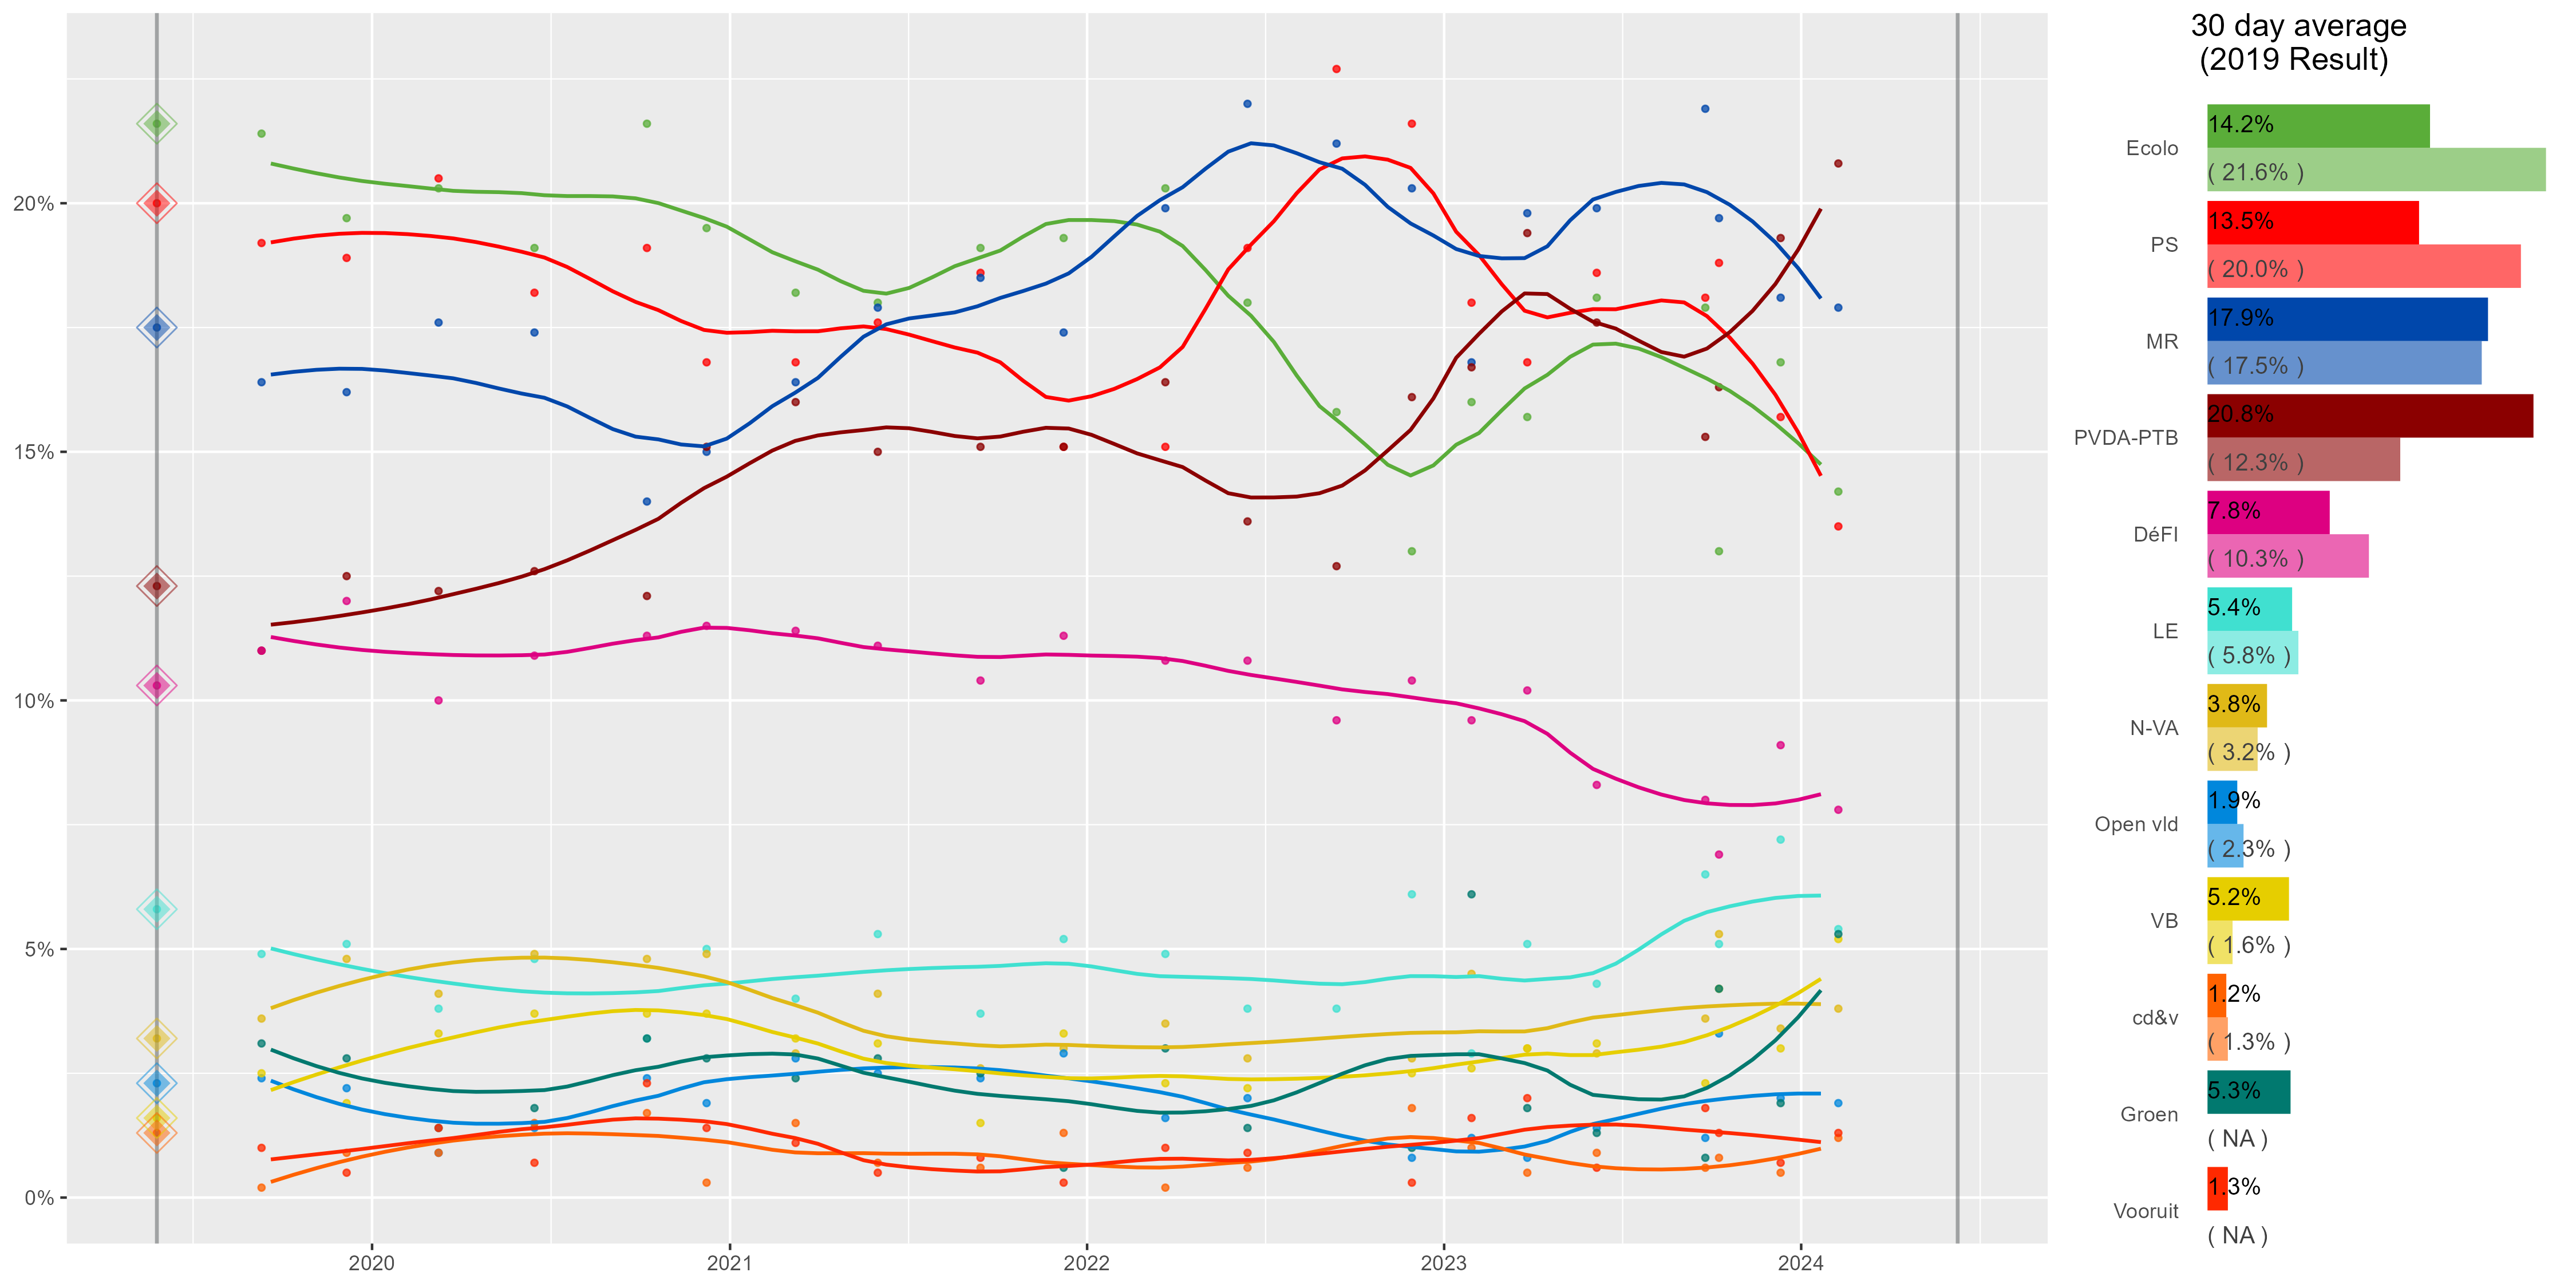 30 day average
(2019 Result)
20%
15%
10%
5%
0%
2020
2021
2022
2023
2024
Ecolo
14.2%
( 21.6% )
PS
13.5%
( 20.0% )
MR
17.9%
( 17.5% )
PVDA-PTB
20.8%
( 12.3% )
DéFI
7.8%
( 10.3% )
LE
5.4%
( 5.8% )
N-VA
3.8%
( 3.2% )
Open vld
1.9%
( 2.3% )
VB
5.2%
( 1.6% )
cd&v
1.2%
( 1.3% )
Groen
5.3%
( NA )
Vooruit
1.3%
( NA )